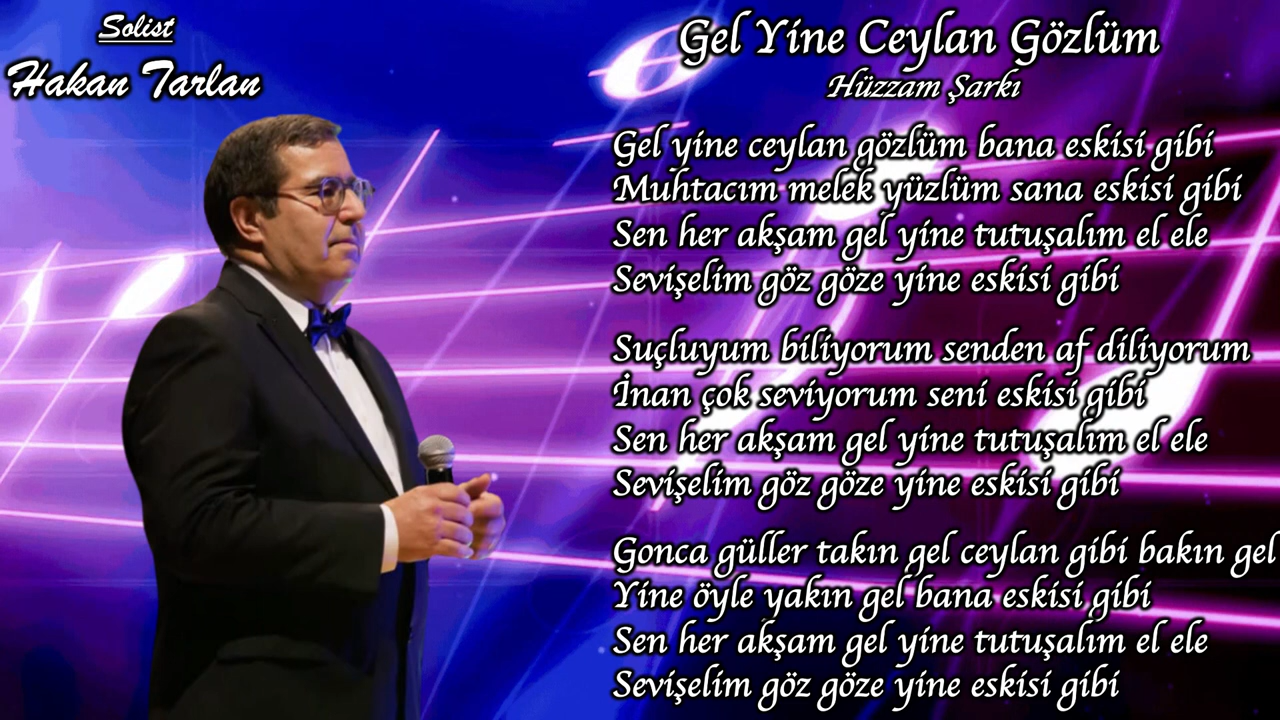 Solist
Hakan Tarlan
Gel Yine Ceylan Gözlüm
Hüzzam Şarkı
Gel yine ceylan gözlüm bana eskisi gibi
Muhtacım melek yüzlüm sana eskisi gibi
Sen her akşam gel yine tutuşalım el ele
Sevişelim göz göze yine eskisi gibi
Suçluyum biliyorum senden af diliyorum
İnan çok seviyorum seni eskisi gibi
Sen her akşam gel yine tutuşalım el ele
Sevişelim göz göze yine eskisi gibi
Gonca güller takın gel ceylan gibi bakın gel
Yine öyle yakın gel bana eskisi gibi
Sen her akşam gel yine tutuşalım el ele
Sevişelim göz göze yine eskisi gibi